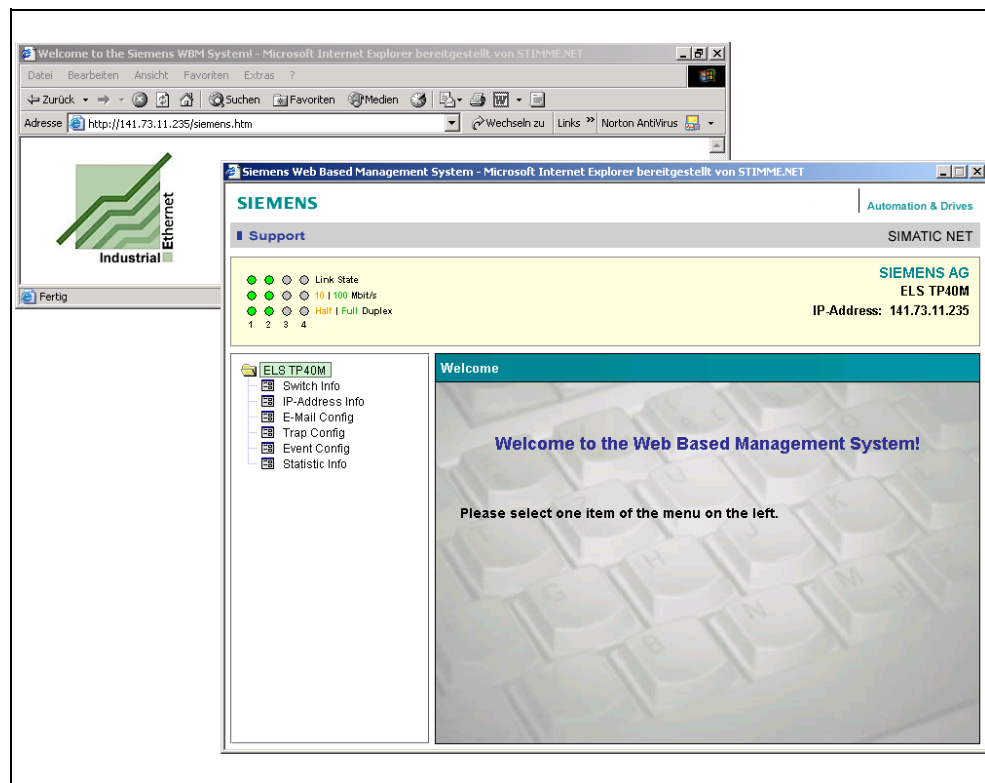 Welcome to the Siemens WBM System! - Microsoft Internet Explorer bereitgestellt von STIMME.NET
Datei Bearbeiten Ansicht Favoriten Extras ?
Zurück Suchen Favoriten Medien
Adresse http://141.73.11.235/siemens.htm Wechseln zu Links » Norton AntiVirus
Industrial
Ethernet
Fertig
Siemens Web Based Management System - Microsoft Internet Explorer bereitgestellt von STIMME.NET
SIEMENS
Automation & Drives
Support
SIMATIC NET
Link State
10 | 100 Mbit/s
Half | Full Duplex
1 2 3 4
SIEMENS AG
ELS TP40M
IP-Address: 141.73.11.235
ELS TP40M
Switch Info
IP-Address Info
E-Mail Config
Trap Config
Event Config
Statistic Info
Welcome
Welcome to the Web Based Management System!
Please select one item of the menu on the left.